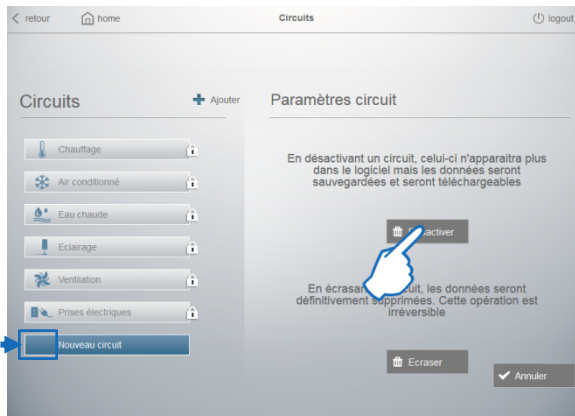 retour
home
Circuits
logout
Circuits
Ajouter
Chauffage
Air conditionné
Eau chaude
Eclairage
Ventilation
Prises électriques
Nouveau circuit
Paramètres circuit
En désactivant un circuit, celui-ci n'apparaitra plus
dans le logiciel mais les données seront
sauvegardées et seront téléchargeables
En écrasant circuit, les données seront
définitivement supprimées. Cette opération est
irréversible
Ecraser
Annuler